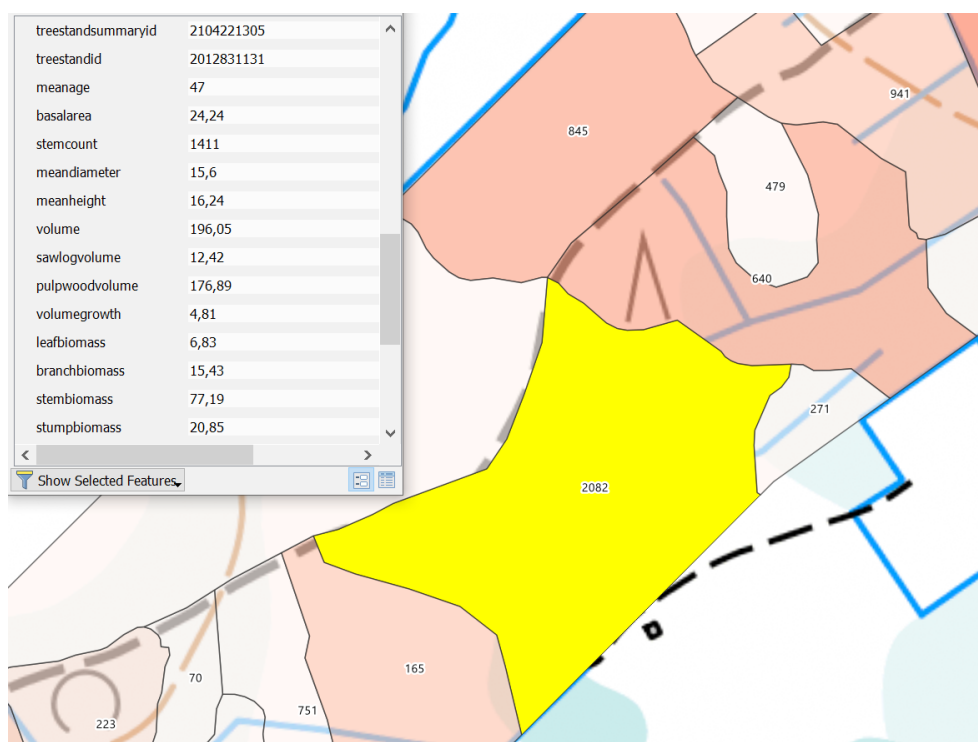 treestandsummaryid 2104221305
treestandid 2012831131
meanage 47
basalarea 24,24
stemcount 1411
meandiameter 15,6
meanheight 16,24
volume 196,05
sawlogvolume 12,42
pulpwoodvolume 176,89
volumegrowth 4,81
leafbiomass 6,83
branchbiomass 15,43
stembiomass 77,19
stumpbiomass 20,85
Show Selected Features
941
845
479
640
271
2082
165
70
751
223